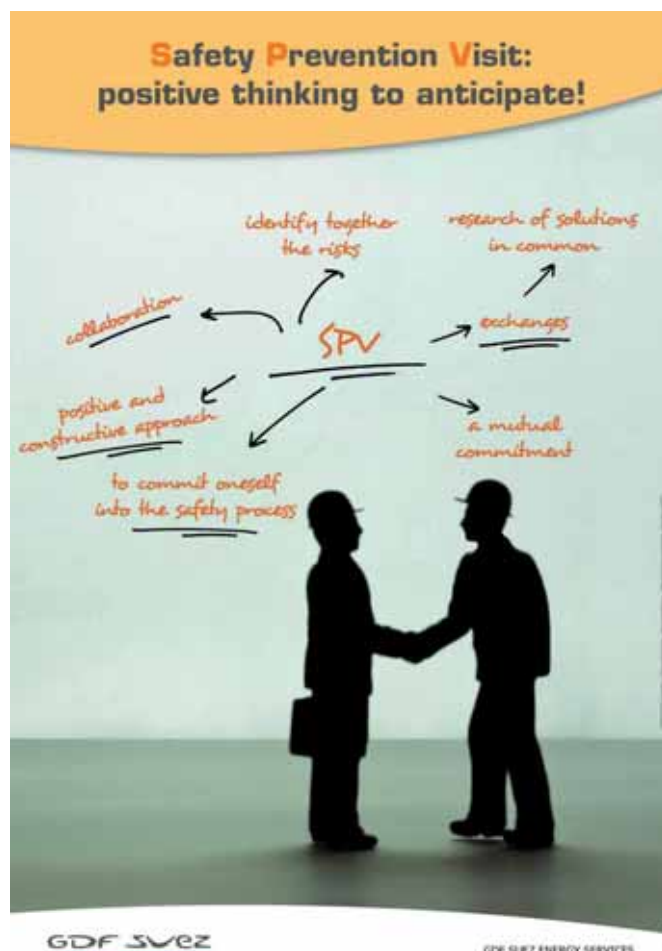 Safety Prevention Visit:
positive thinking to anticipate!
identify together
the risks
research of solutions
in common
collaboration
SPV
exchanges
positive and
constructive approach
a mutual
commitment
to commit oneself
into the safety process
GDF SUEZ
GDF SUEZ ENERGY SERVICES